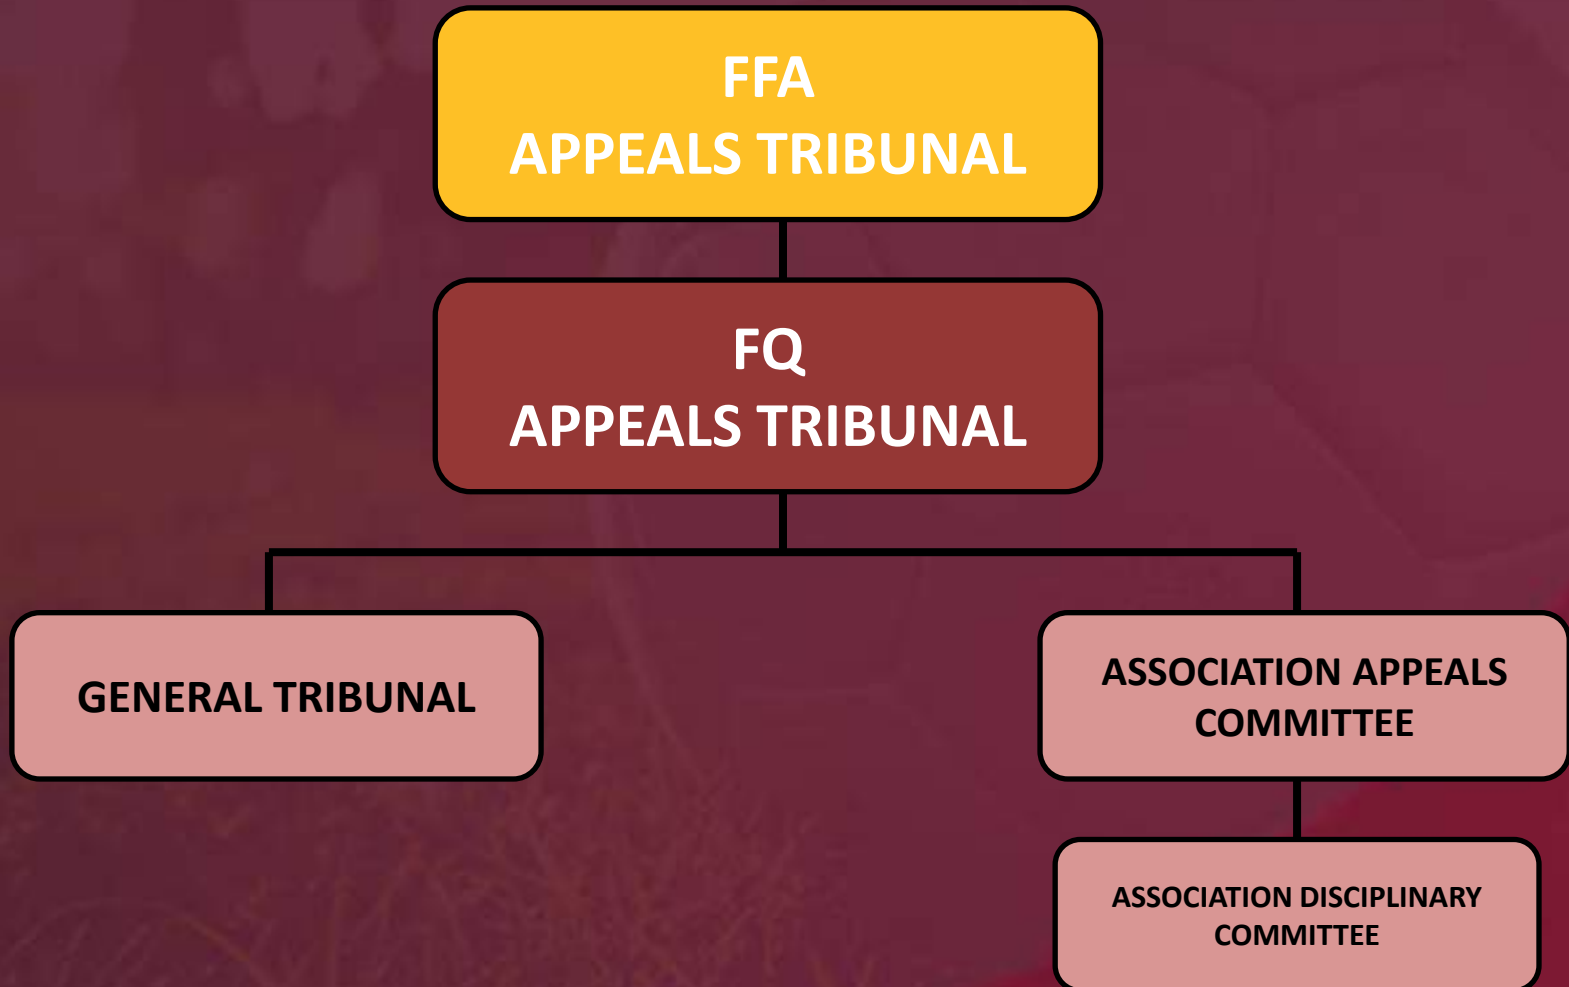 FFA
APPEALS TRIBUNAL
FQ
APPEALS TRIBUNAL
GENERAL TRIBUNAL
ASSOCIATION APPEALS
COMMITTEE
ASSOCIATION DISCIPLINARY
COMMITTEE